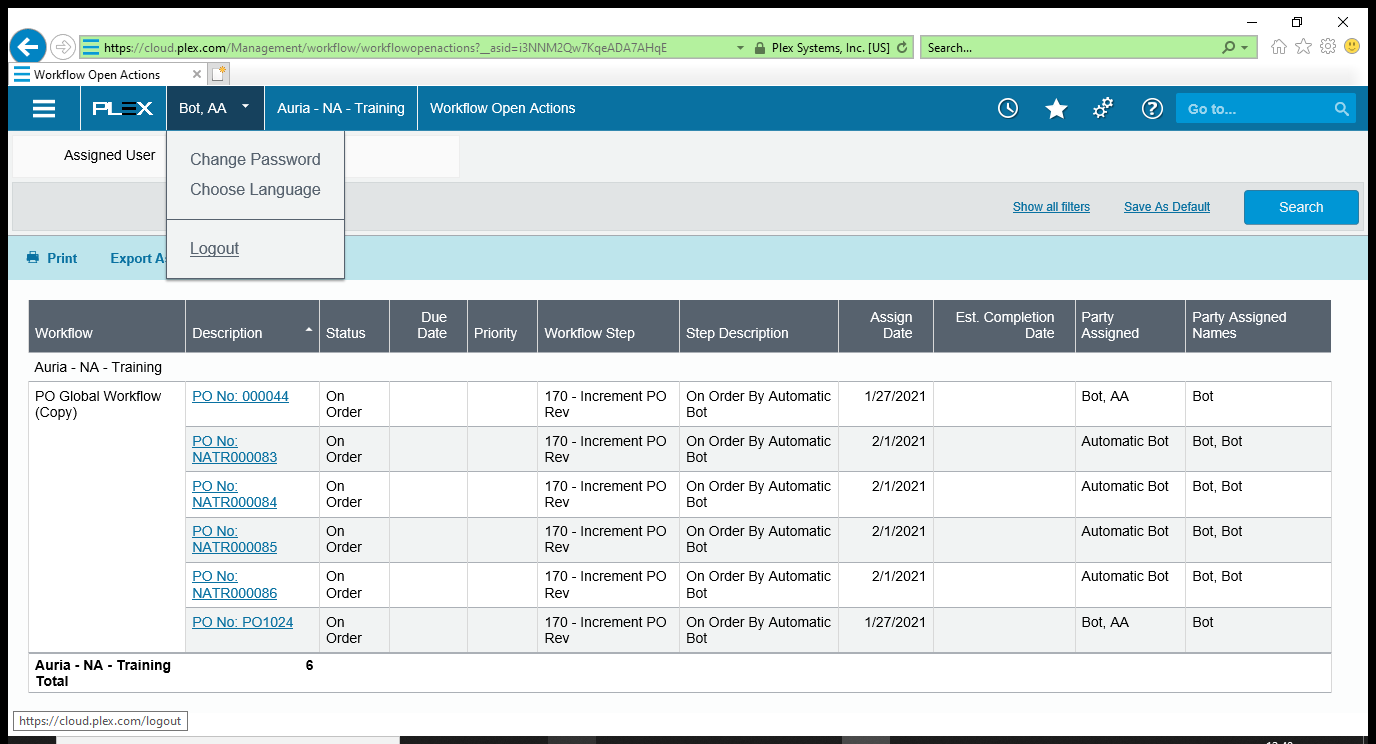 https://cloud.plex.com/Management/workflow/workflowopenactions?__asid=i3NNM2Qw7KqeADA7AHqE
Plex Systems, Inc. [US]
Search...
Workflow Open Actions
PLEX
Bot, AA
Auria - NA - Training
Workflow Open Actions
Go to...
Assigned User
Change Password
Choose Language
Logout
Show all filters
Save As Default
Search
Print
Export A
Workflow
Description
Status
Due
Date
Priority
Workflow Step
Step Description
Assign
Date
Est. Completion
Date
Party
Assigned
Party Assigned
Names
Auria - NA - Training
PO Global Workflow
(Copy)
PO No: 000044
On
Order
170 - Increment PO
Rev
On Order By Automatic
Bot
1/27/2021
Bot, AA
Bot
PO No:
NATR000083
On
Order
170 - Increment PO
Rev
On Order By Automatic
Bot
2/1/2021
Automatic Bot
Bot, Bot
PO No:
NATR000084
On
Order
170 - Increment PO
Rev
On Order By Automatic
Bot
2/1/2021
Automatic Bot
Bot, Bot
PO No:
NATR000085
On
Order
170 - Increment PO
Rev
On Order By Automatic
Bot
2/1/2021
Automatic Bot
Bot, Bot
PO No:
NATR000086
On
Order
170 - Increment PO
Rev
On Order By Automatic
Bot
2/1/2021
Automatic Bot
Bot, Bot
PO No: PO1024
On
Order
170 - Increment PO
Rev
On Order By Automatic
Bot
1/27/2021
Bot, AA
Bot
Auria - NA - Training
Total
6
https://cloud.plex.com/logout